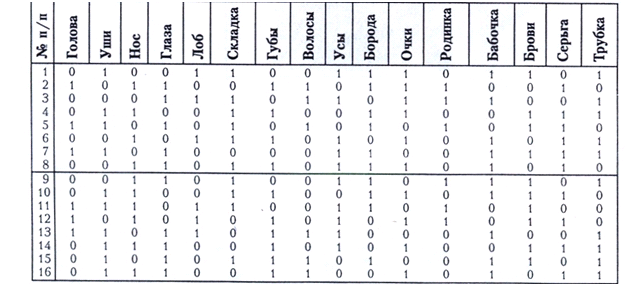 № п/п Голова Уши Нос Глаза Лоб Складка Губы Волосы Усы Борода Очки Родинка Бабочка Брови Серьга Трубка
1 0 1 0 0 1 1 0 0 1 1 1 0 1 1 0 1
2 1 0 1 1 0 0 1 1 0 1 1 1 0 0 1 0
3 0 0 0 1 1 1 0 1 1 0 1 1 1 0 0 1
4 0 1 1 0 0 1 1 0 1 1 1 0 1 1 1 1
5 1 1 0 1 0 1 0 1 0 1 0 1 0 1 1 0
6 0 0 1 0 1 1 1 0 1 0 1 0 1 0 1 1
7 1 1 0 1 0 0 0 0 1 1 0 0 1 1 1 1
8 0 0 1 1 0 1 1 0 1 1 1 0 1 0 1 0
9 0 0 1 1 0 1 0 0 1 1 0 1 1 1 0 1
10 0 1 1 0 0 1 1 0 0 1 1 0 1 0 1 1
11 1 1 1 0 1 1 0 0 1 1 1 0 1 1 0 0
12 1 0 1 0 1 0 1 0 1 0 1 1 0 1 1 0
13 1 1 0 1 1 0 1 1 1 0 0 1 1 0 0 1
14 0 1 1 1 0 0 1 1 0 1 0 0 0 1 1 1
15 0 1 0 1 0 1 1 1 0 1 0 0 1 1 0 1
16 0 1 1 1 0 0 1 1 0 0 1 0 1 0 1 1